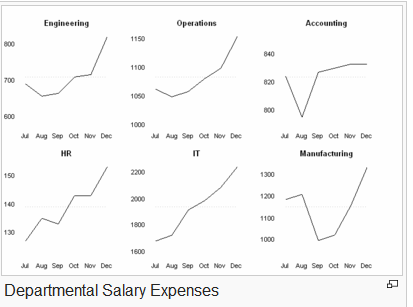 Engineering
800
700
600
Jul Aug Sep Oct Nov Dec
Operations
1150
1100
1050
1000
Jul Aug Sep Oct Nov Dec
Accounting
840
820
800
Jul Aug Sep Oct Nov Dec
HR
150
140
130
Jul Aug Sep Oct Nov Dec
IT
2200
2000
1800
1600
Jul Aug Sep Oct Nov Dec
Manufacturing
1300
1200
1100
1000
Jul Aug Sep Oct Nov Dec
Departmental Salary Expenses